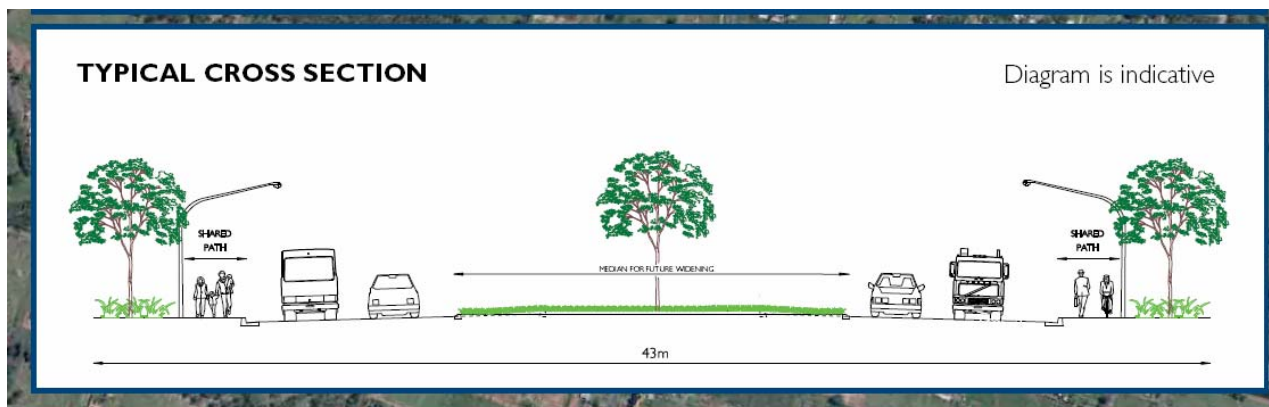 TYPICAL CROSS SECTION
Diagram is indicative
SHARED
PATH
SHARED
PATH
MEDIAN FOR FUTURE WIDENING
43m